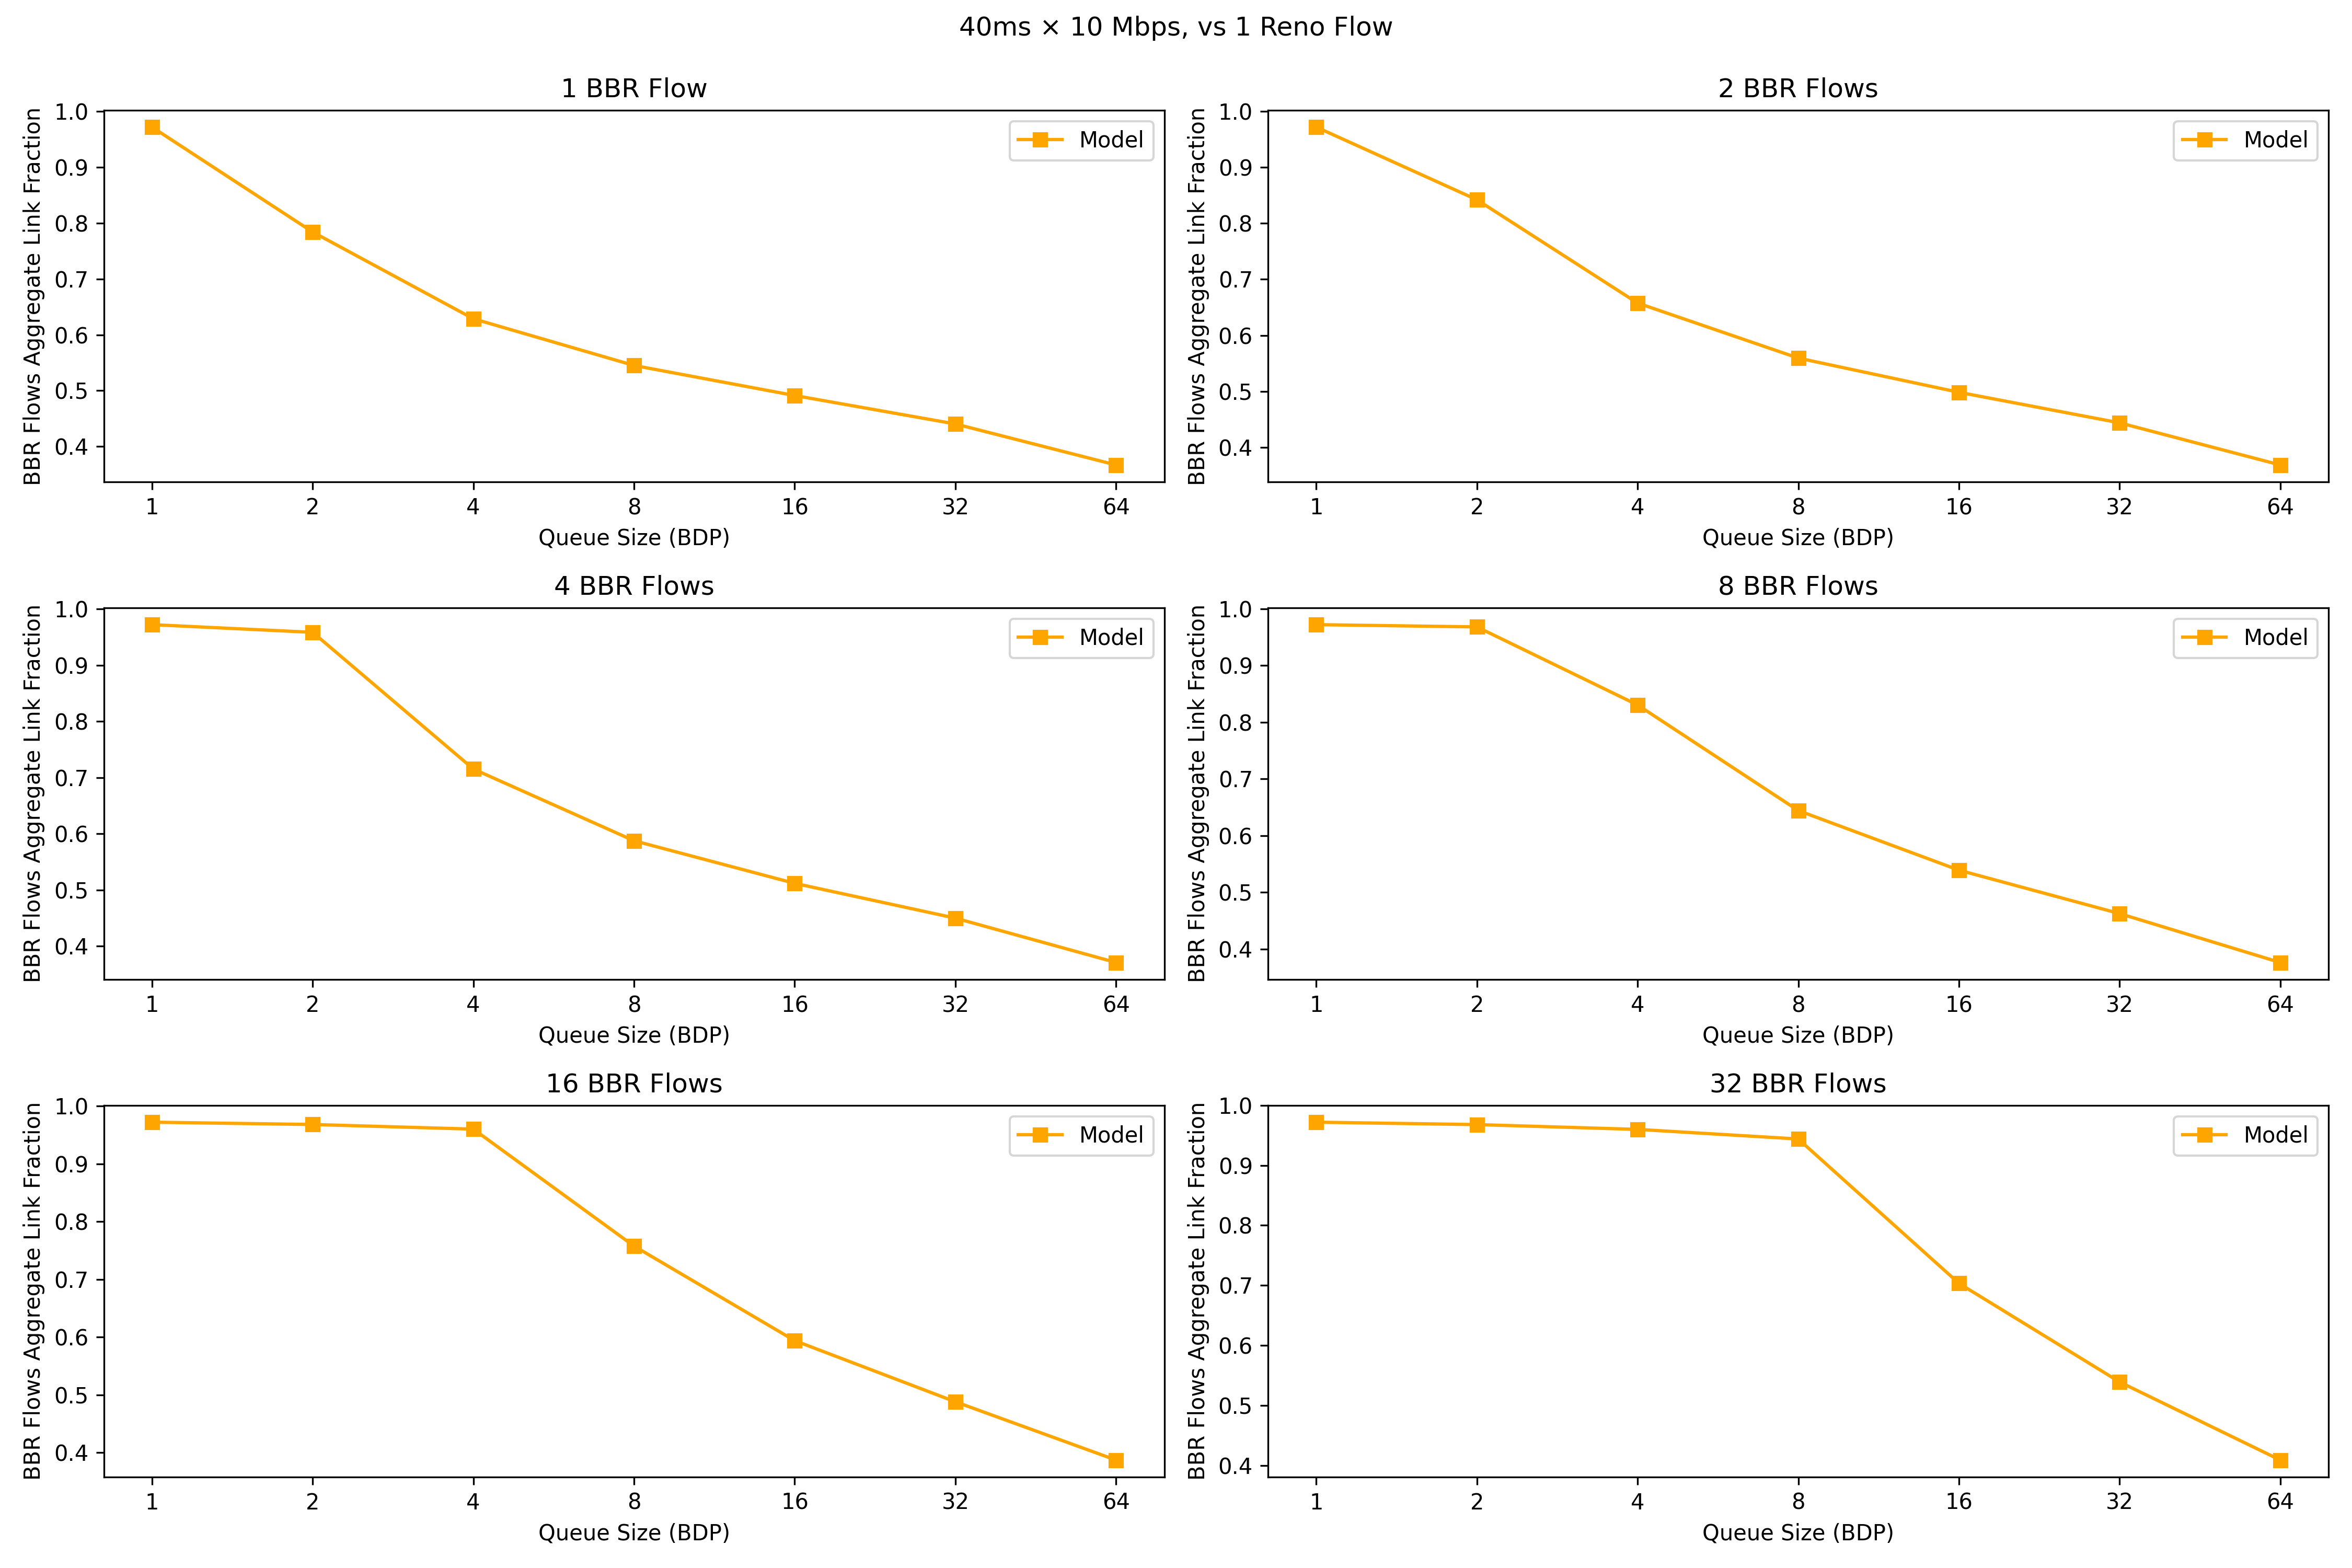 40ms × 10 Mbps, vs 1 Reno Flow
1 BBR Flow
BBR Flows Aggregate Link Fraction
1.0
0.9
0.8
0.7
0.6
0.5
0.4
Model
1 2 4 8 16 32 64
Queue Size (BDP)
2 BBR Flows
BBR Flows Aggregate Link Fraction
1.0
0.9
0.8
0.7
0.6
0.5
0.4
Model
1 2 4 8 16 32 64
Queue Size (BDP)
4 BBR Flows
BBR Flows Aggregate Link Fraction
1.0
0.9
0.8
0.7
0.6
0.5
0.4
Model
1 2 4 8 16 32 64
Queue Size (BDP)
8 BBR Flows
BBR Flows Aggregate Link Fraction
1.0
0.9
0.8
0.7
0.6
0.5
0.4
Model
1 2 4 8 16 32 64
Queue Size (BDP)
16 BBR Flows
BBR Flows Aggregate Link Fraction
1.0
0.9
0.8
0.7
0.6
0.5
0.4
Model
1 2 4 8 16 32 64
Queue Size (BDP)
32 BBR Flows
BBR Flows Aggregate Link Fraction
1.0
0.9
0.8
0.7
0.6
0.5
0.4
Model
1 2 4 8 16 32 64
Queue Size (BDP)